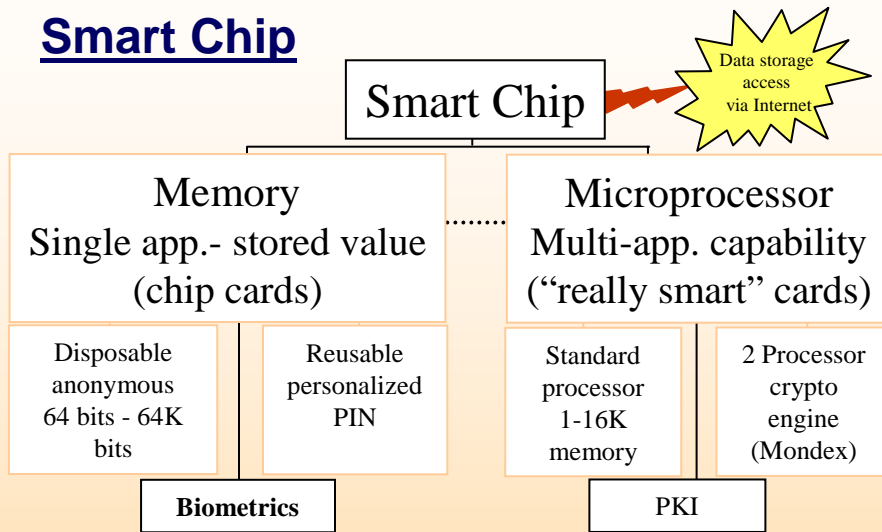 Smart Chip
Data storage
access
via Internet
Smart Chip
Memory
Single app.- stored value
(chip cards)
Microprocessor
Multi-app. capability
(“really smart” cards)
Disposable
anonymous
64 bits - 64K
bits
Reusable
personalized
PIN
Standard
processor
1-16K
memory
2 Processor
crypto
engine
(Mondex)
Biometrics
PKI